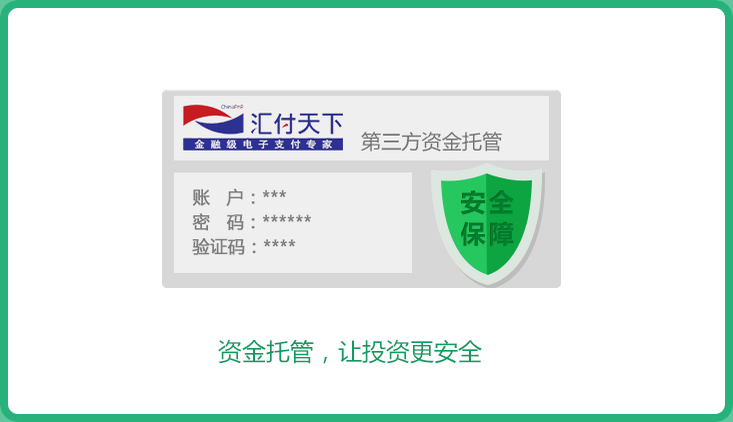 ChinaPnR
汇付天下
金融级电子支付专家
第三方资金托管
账 户：***
密 码：******
验证码：****
安全
保障
资金托管，让投资更安全